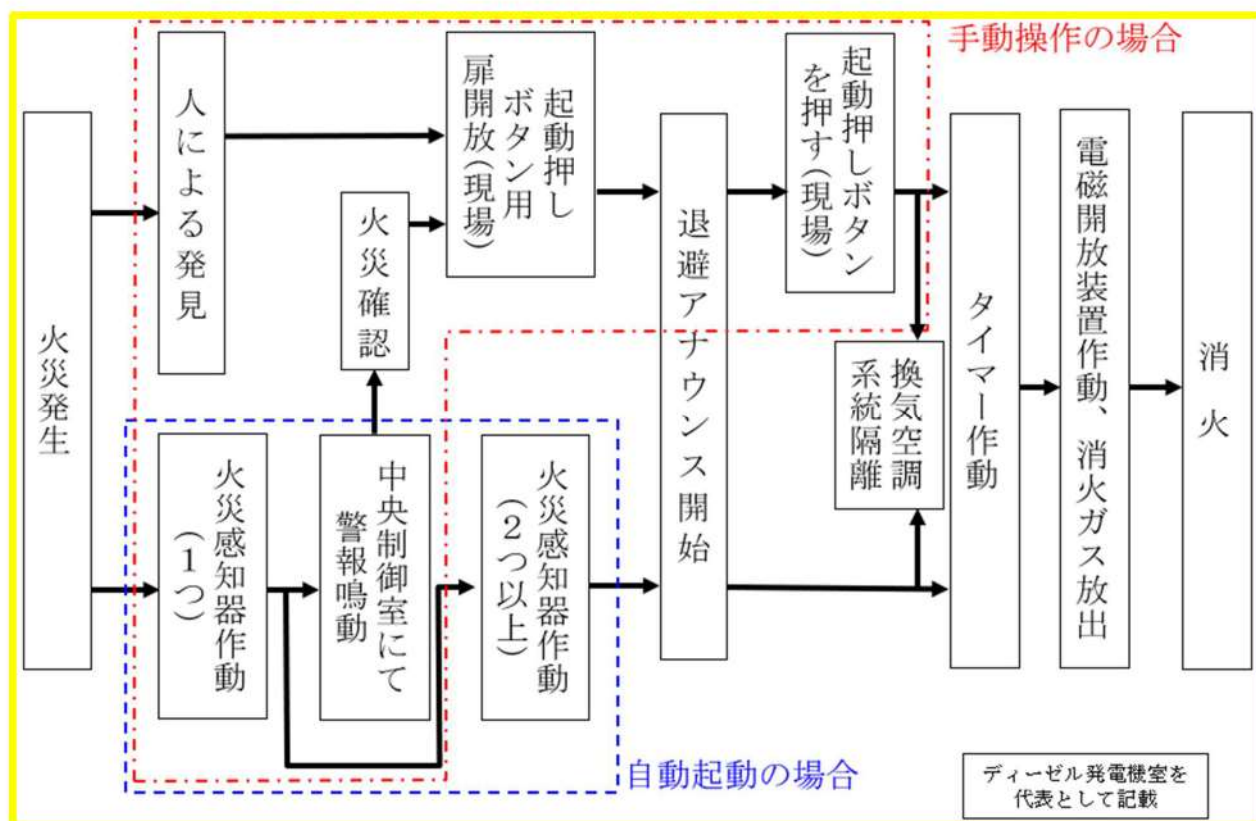 手動操作の場合
火災発生
人による発見
火災感知器作動
(1つ)
火災確認
中央制御室にて
警報鳴動
起動押し
ボタン用
扉開放(現場)
火災感知器作動
(2つ以上)
退避アナウンス開始
起動押しボタン
を押す(現場)
換気空調
系統隔離
タイマー作動
電磁開放装置作動、消火ガス放出
消火
自動起動の場合
ディーゼル発電機室を
代表として記載